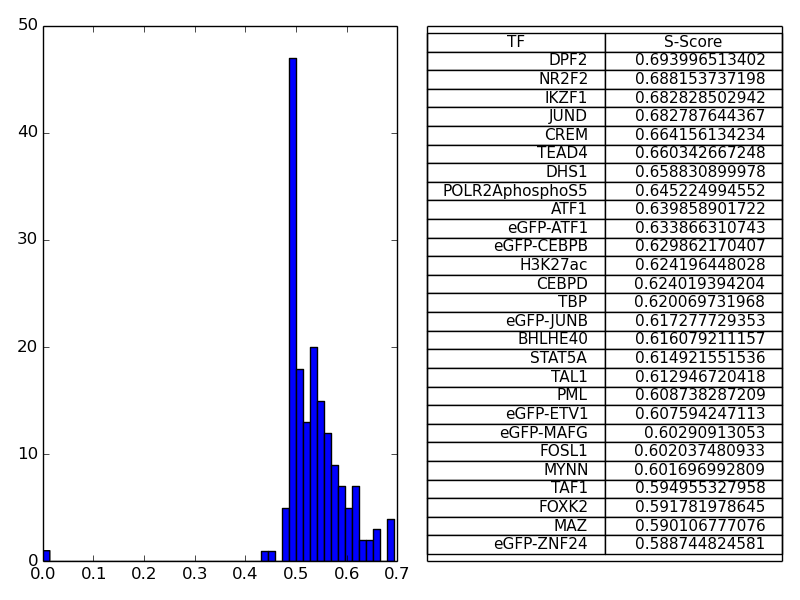 50
40
30
20
10
0
0.0 0.1 0.2 0.3 0.4 0.5 0.6 0.7
TF S-Score
DPF2 0.693996513402
NR2F2 0.688153737198
IKZF1 0.682828502942
JUND 0.682787644367
CREM 0.664156134234
TEAD4 0.660342667248
DHS1 0.658830899978
POLR2AphosphoS5 0.645224994552
ATF1 0.639858901722
eGFP-ATF1 0.633866310743
eGFP-CEBPB 0.629862170407
H3K27ac 0.624196448028
CEBPD 0.624019394204
TBP 0.620069731968
eGFP-JUNB 0.617277729353
BHLHE40 0.616079211157
STAT5A 0.614921551536
TAL1 0.612946720418
PML 0.608738287209
eGFP-ETV1 0.607594247113
eGFP-MAFG 0.60290913053
FOSL1 0.602037480933
MYNN 0.601696992809
TAF1 0.594955327958
FOXK2 0.591781978645
MAZ 0.590106777076
eGFP-ZNF24 0.588744824581